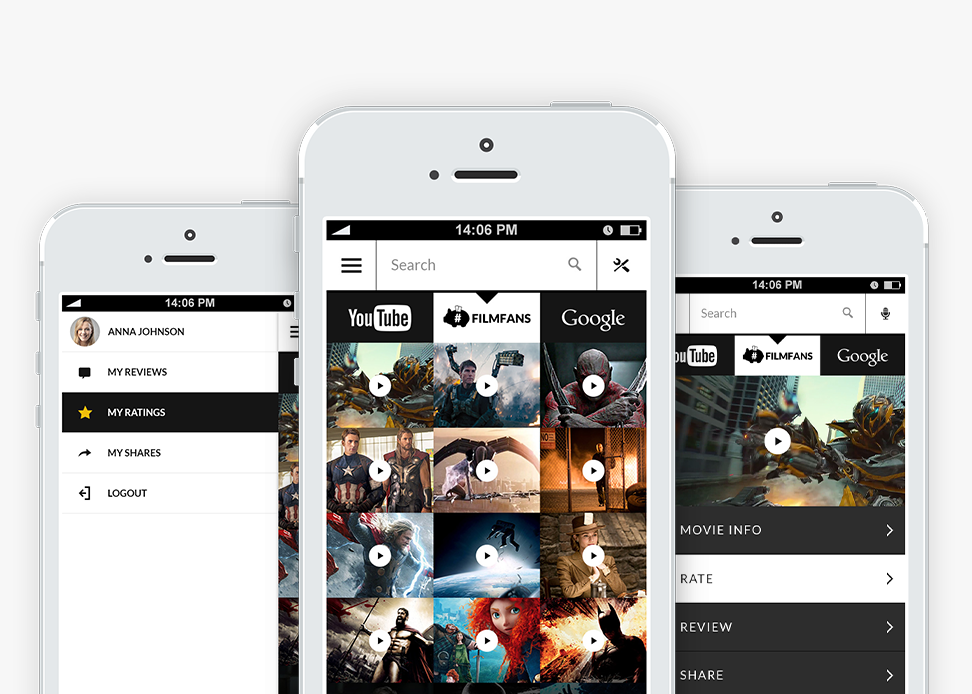 14:06 PM
ANNA JOHNSON
MY REVIEWS
MY RATINGS
MY SHARES
LOGOUT
14:06 PM
Search
YouTube
# FILMFANS
Google
14:06 PM
Search
ouTube
# FILMFANS
Google
MOVIE INFO
RATE
REVIEW
SHARE